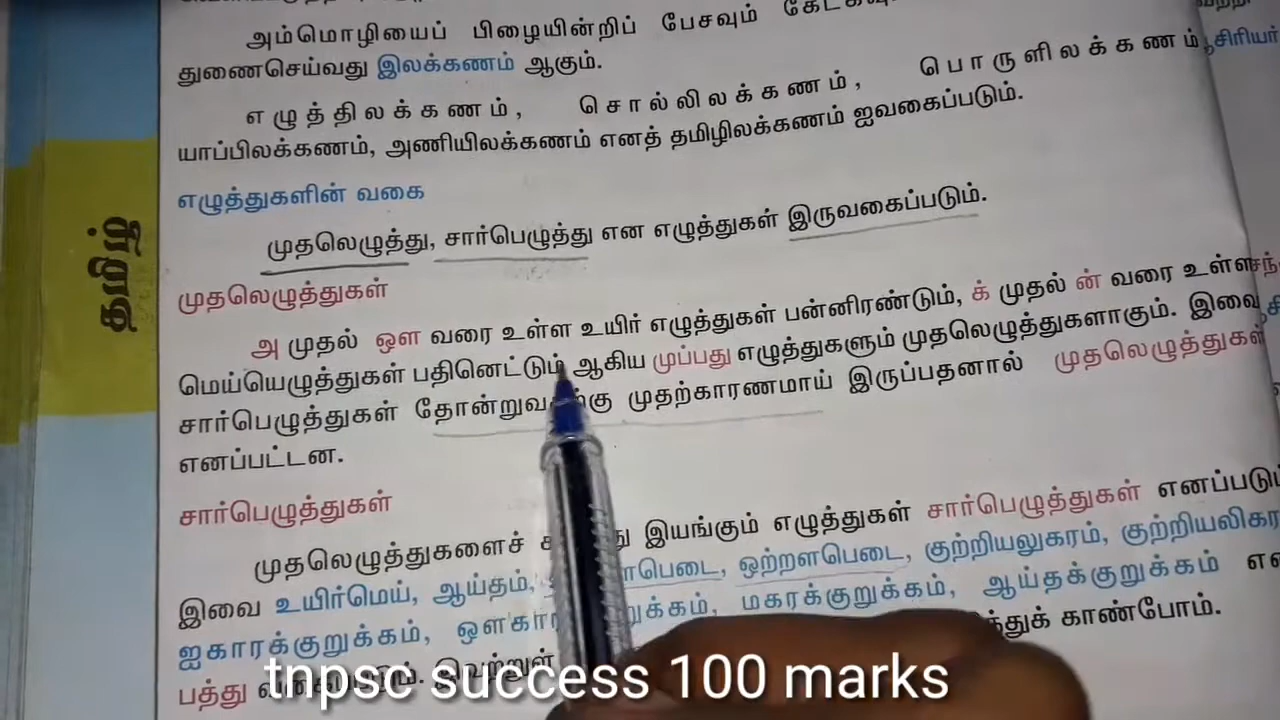 அம்மொழியைப் பிழையின்றிப் பேசவும்
துணைசெய்வது இலக்கணம் ஆகும்.
எழுத்திலக்கணம், சொல்லிலக்கணம், பொருளிலக்கணம்,
யாப்பிலக்கணம், அணியிலக்கணம் எனத் தமிழிலக்கணம் ஐவகைப்படும்.
எழுத்துகளின் வகை
முதலெழுத்து, சார்பெழுத்து என எழுத்துகள் இருவகைப்படும்.
முதலெழுத்துகள்
அ முதல் ஔ வரை உள்ள உயிர் எழுத்துகள் பன்னிரண்டும், க் முதல் ன் வரை உள்ள
மெய்யெழுத்துகள் பதினெட்டும் ஆகிய முப்பது எழுத்துகளும் முதலெழுத்துகளாகும். இவை
சார்பெழுத்துகள் முதற்காரணமாய் இருப்பதனால் முதலெழுத்துகள்
எனப்பட்டன.
சார்பெழுத்துகள்
முதலெழுத்துகளைச் இயங்கும் எழுத்துகள் சார்பெழுத்துகள்
இவை உயிர்மெய், ஆய்தம், ஒற்றளபெடை, குற்றியலுகரம்,
ஐகாரக்குறுக்கம், மகரக்குறுக்கம், ஆய்தக்குறுக்கம்
பத்து காண்போம்.
தமிழ்
tnpsc success 100 marks